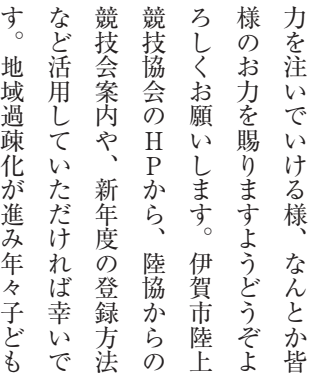 力を注いでいける様、なんとか皆
様のお力を賜りますようどうぞよ
ろしくお願いします。伊賀市陸上
競技協会のHPから、陸協からの
競技会案内や、新年度の登録方法
など活用していただければ幸いで
す。地域過疎化が進み年々子ども